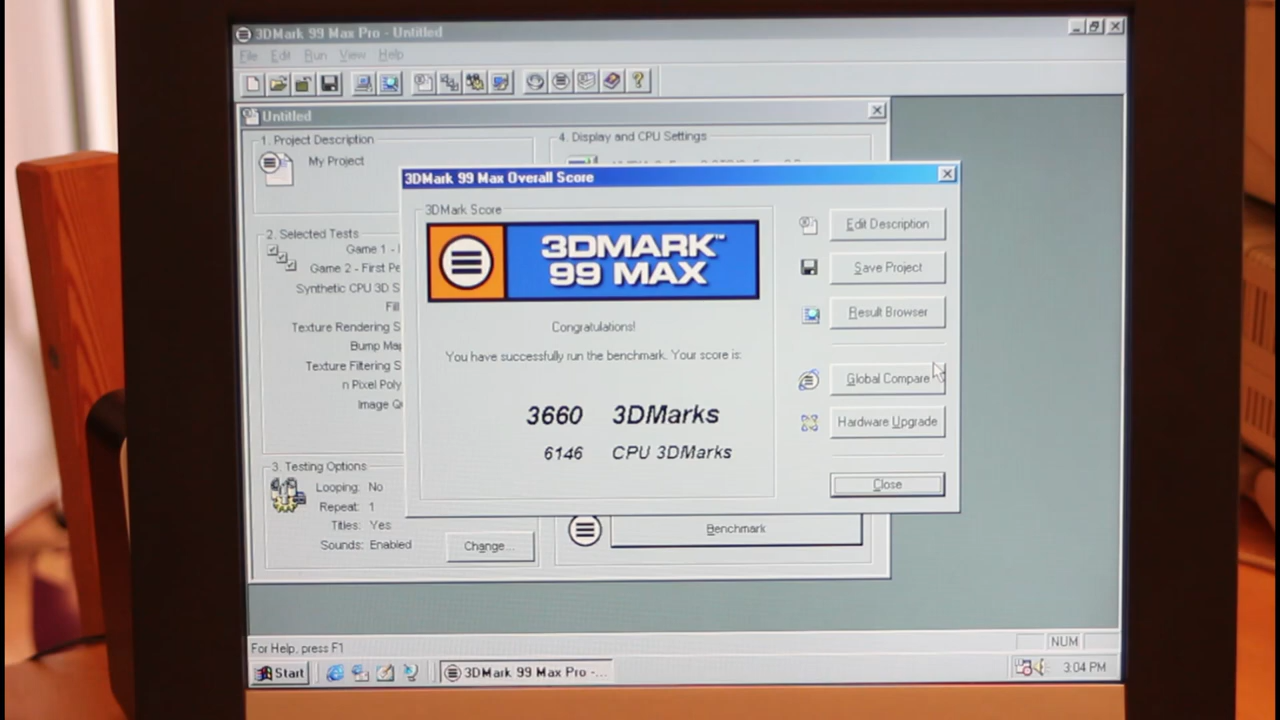 3DMark 99 Max Pro - Untitled
File Edit Run View Help
Untitled
1. Project Description
My Project
4. Display and CPU Settings
2. Selected Tests
Game 1 -
Game 2 - First Pe
Synthetic CPU 3D S
Fill
Texture Rendering S
Bump Map
Texture Filtering S
n Pixel Poly
Image Q
3. Testing Options
Looping: No
Repeat: 1
Titles: Yes
Sounds: Enabled
Change...
Benchmark
3DMark 99 Max Overall Score
3DMark Score
3DMARK™
99 MAX
Congratulations!
You have successfully run the benchmark. Your score is:
3660 3DMarks
6146 CPU 3DMarks
Edit Description
Save Project
Result Browser
Global Compare
Hardware Upgrade
Close
For Help, press F1
NUM
Start
3DMark 99 Max Pro -...
3:04 PM